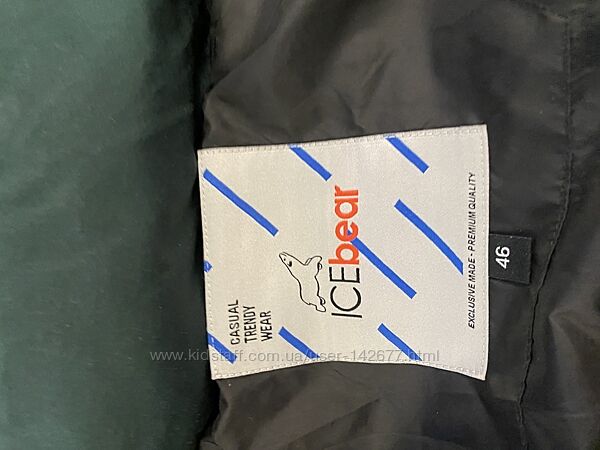 CASUAL
TRENDY
WEAR
ICEbear
EXCLUSIVE MADE - PREMIUM QUALITY
46
www.kidstaff.com.ua/user-142677.html